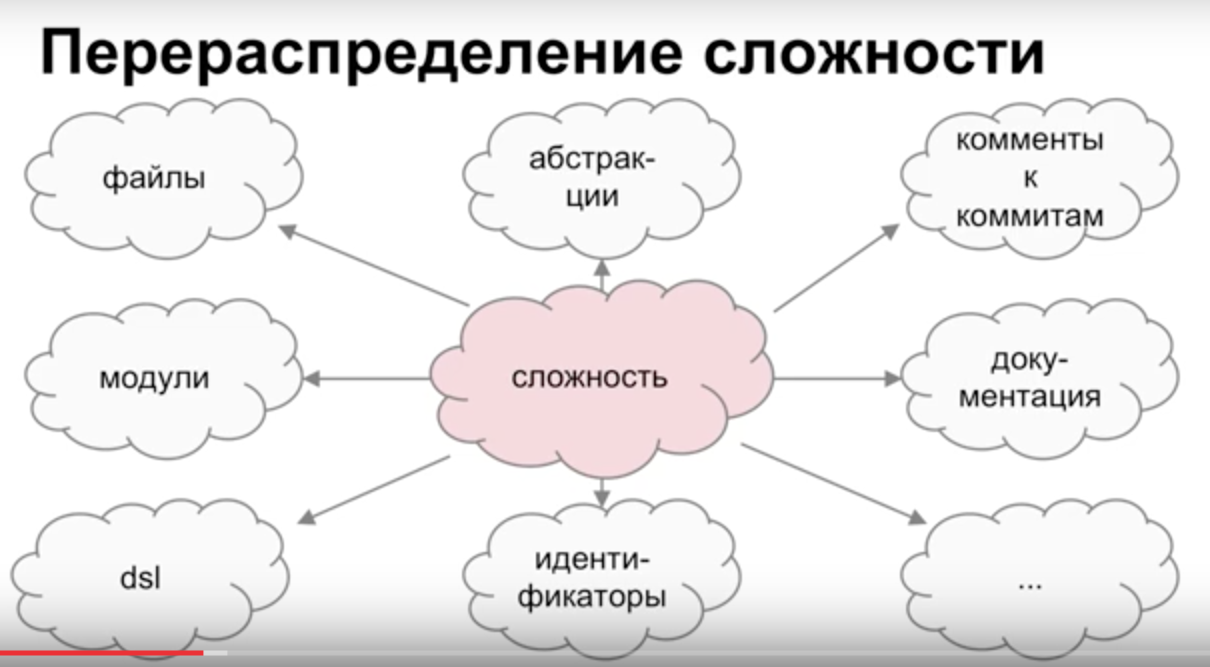 Перераспределение сложности
файлы
абстрак-
ции
комменты
к
коммитам
модули
сложность
доку-
ментация
dsl
иденти-
фикаторы
...